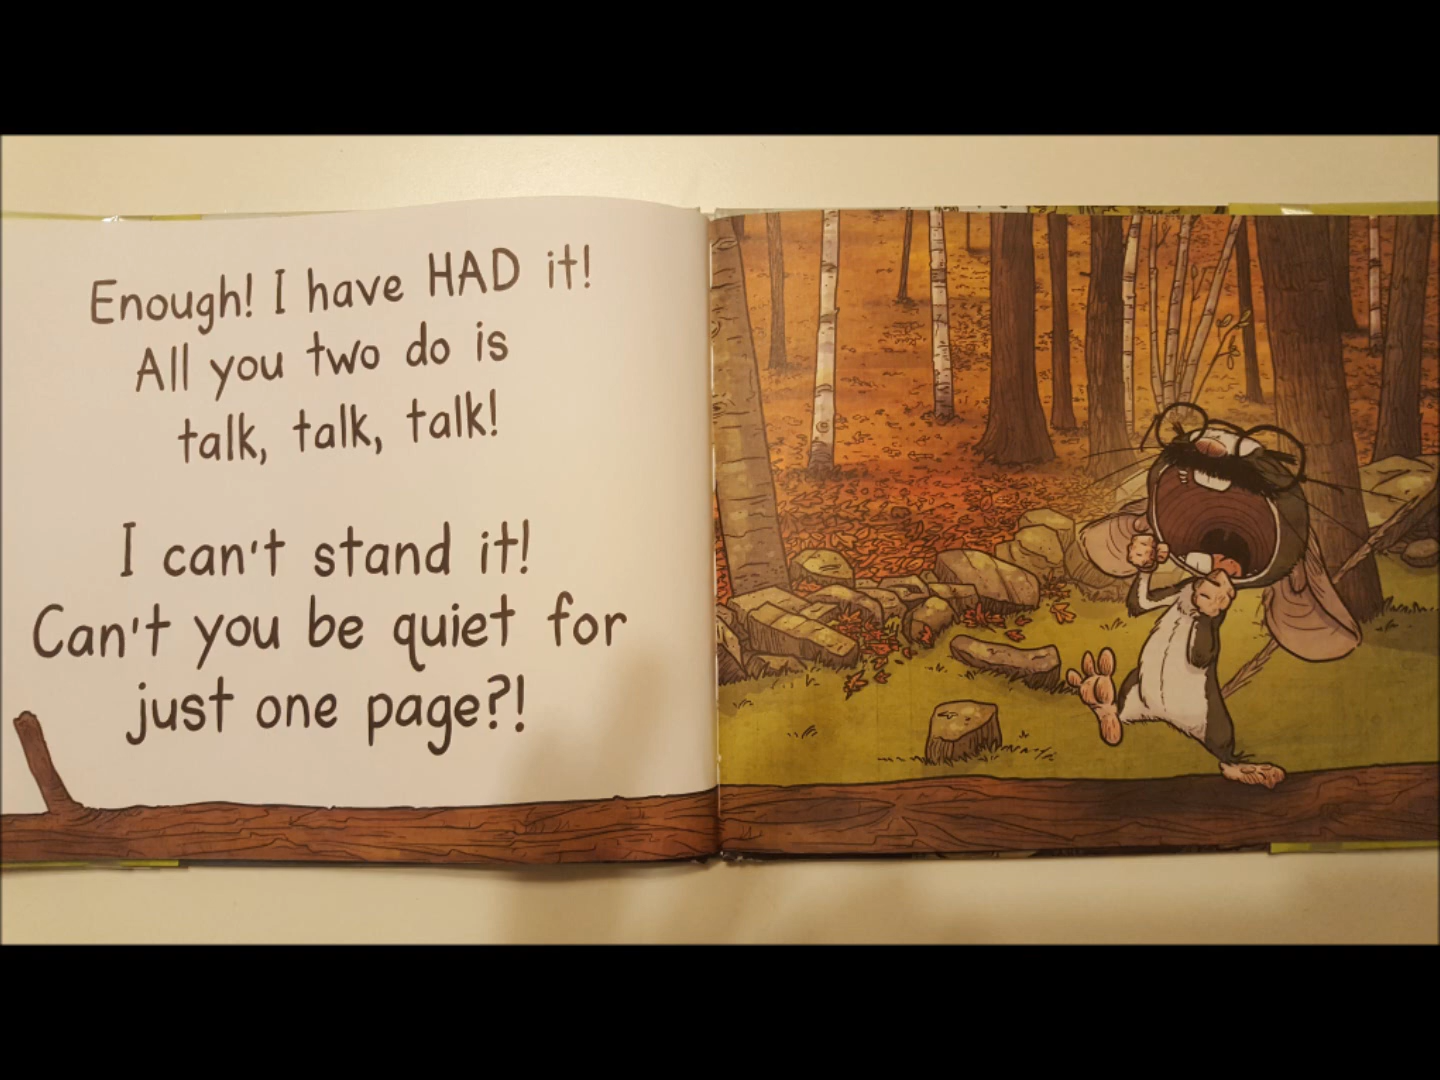 Enough! I have HAD it!
All you two do is
talk, talk, talk!
I can't stand it!
Can't you be quiet for
just one page?!